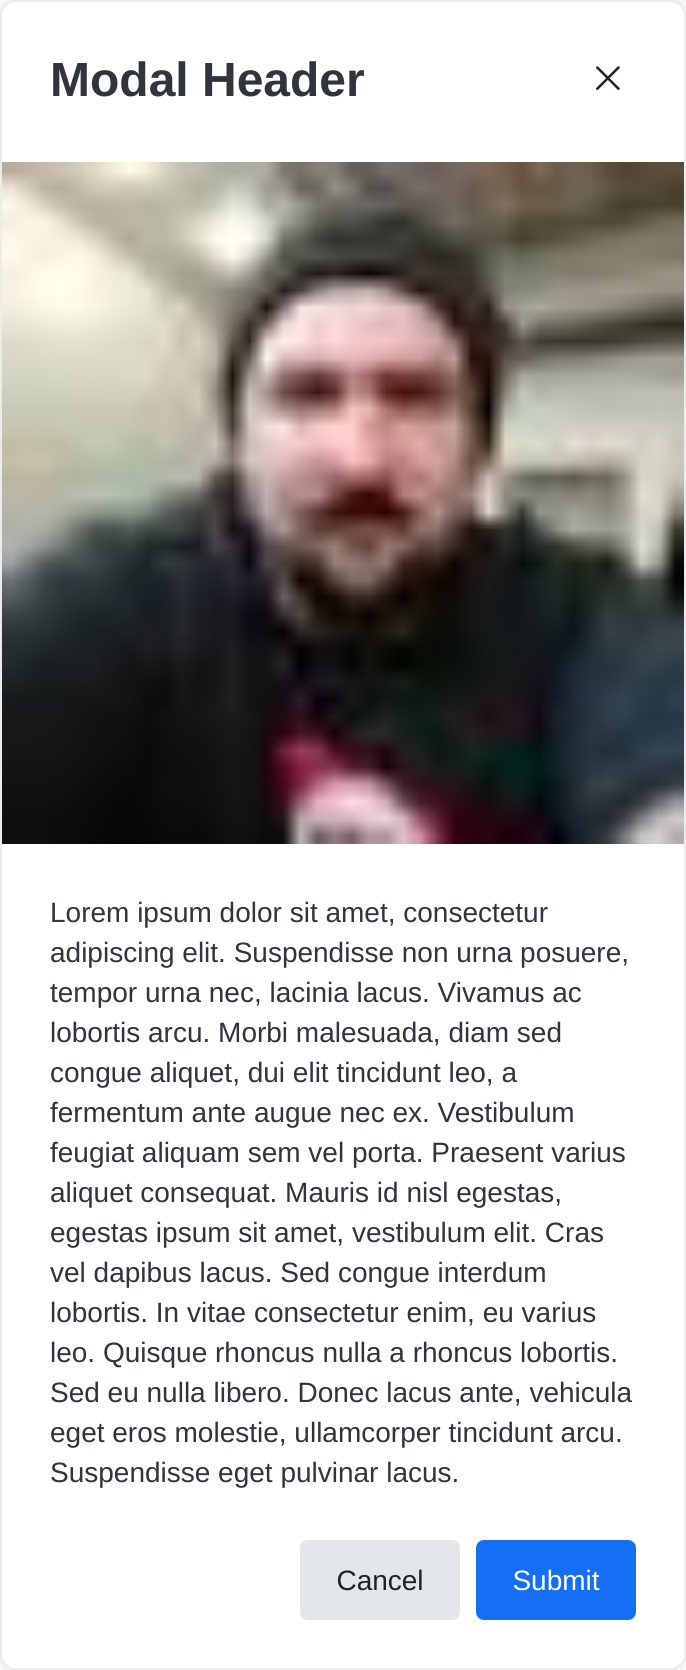 Modal Header
Lorem ipsum dolor sit amet, consectetur
adipiscing elit. Suspendisse non urna posuere,
tempor urna nec, lacinia lacus. Vivamus ac
lobortis arcu. Morbi malesuada, diam sed
congue aliquet, dui elit tincidunt leo, a
fermentum ante augue nec ex. Vestibulum
feugiat aliquam sem vel porta. Praesent varius
aliquet consequat. Mauris id nisl egestas,
egestas ipsum sit amet, vestibulum elit. Cras
vel dapibus lacus. Sed congue interdum
lobortis. In vitae consectetur enim, eu varius
leo. Quisque rhoncus nulla a rhoncus lobortis.
Sed eu nulla libero. Donec lacus ante, vehicula
eget eros molestie, ullamcorper tincidunt arcu.
Suspendisse eget pulvinar lacus.
Cancel Submit